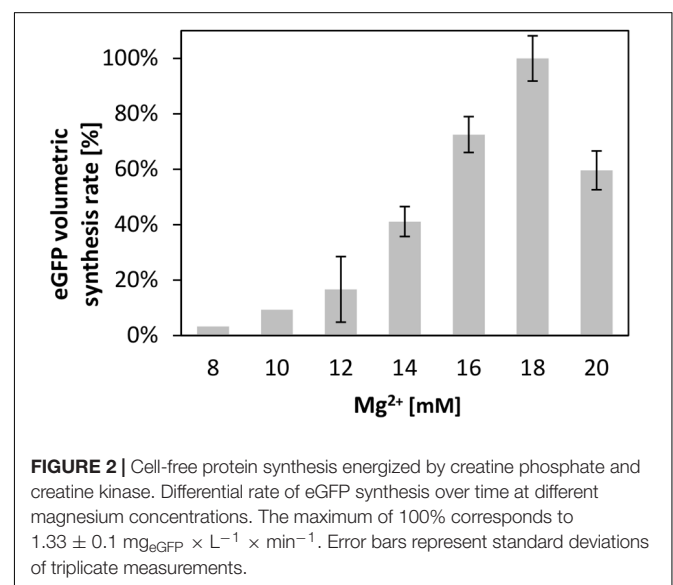 100%
80%
60%
40%
20%
0%
eGFP volumetric
synthesis rate [%]
8 10 12 14 16 18 20
Mg²⁺ [mM]
FIGURE 2 | Cell-free protein synthesis energized by creatine phosphate and
creatine kinase. Differential rate of eGFP synthesis over time at different
magnesium concentrations. The maximum of 100% corresponds to
1.33 ± 0.1 mg_eGFP × L⁻¹ × min⁻¹. Error bars represent standard deviations
of triplicate measurements.